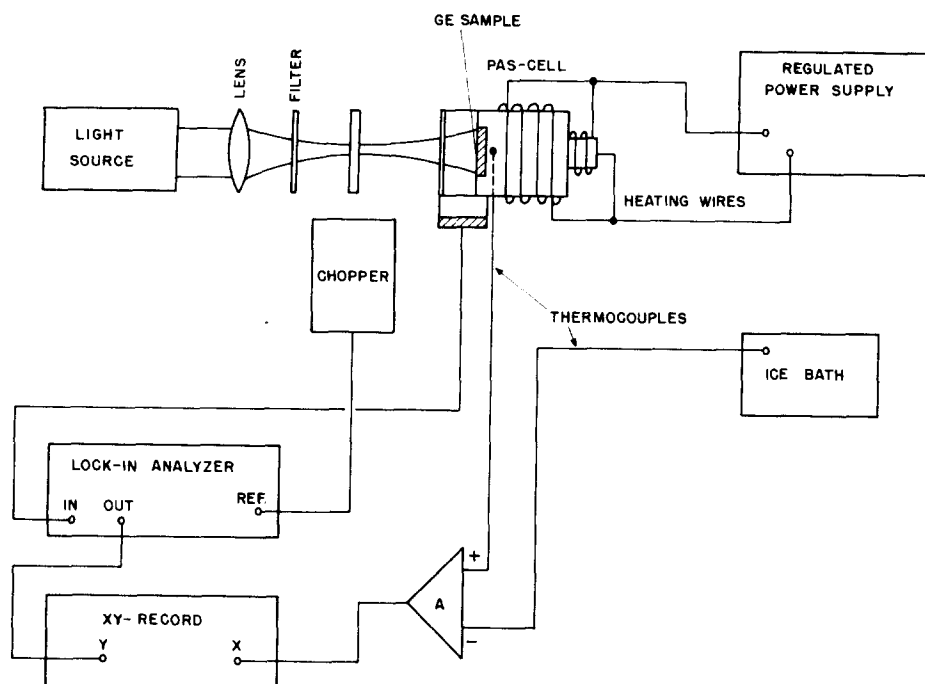 GE SAMPLE
PAS-CELL
REGULATED
POWER SUPPLY
LENS
FILTER
LIGHT
SOURCE
HEATING WIRES
CHOPPER
THERMOCOUPLES
ICE BATH
LOCK-IN ANALYZER
IN
OUT
REF.
+
A
−
XY-RECORD
Y
X